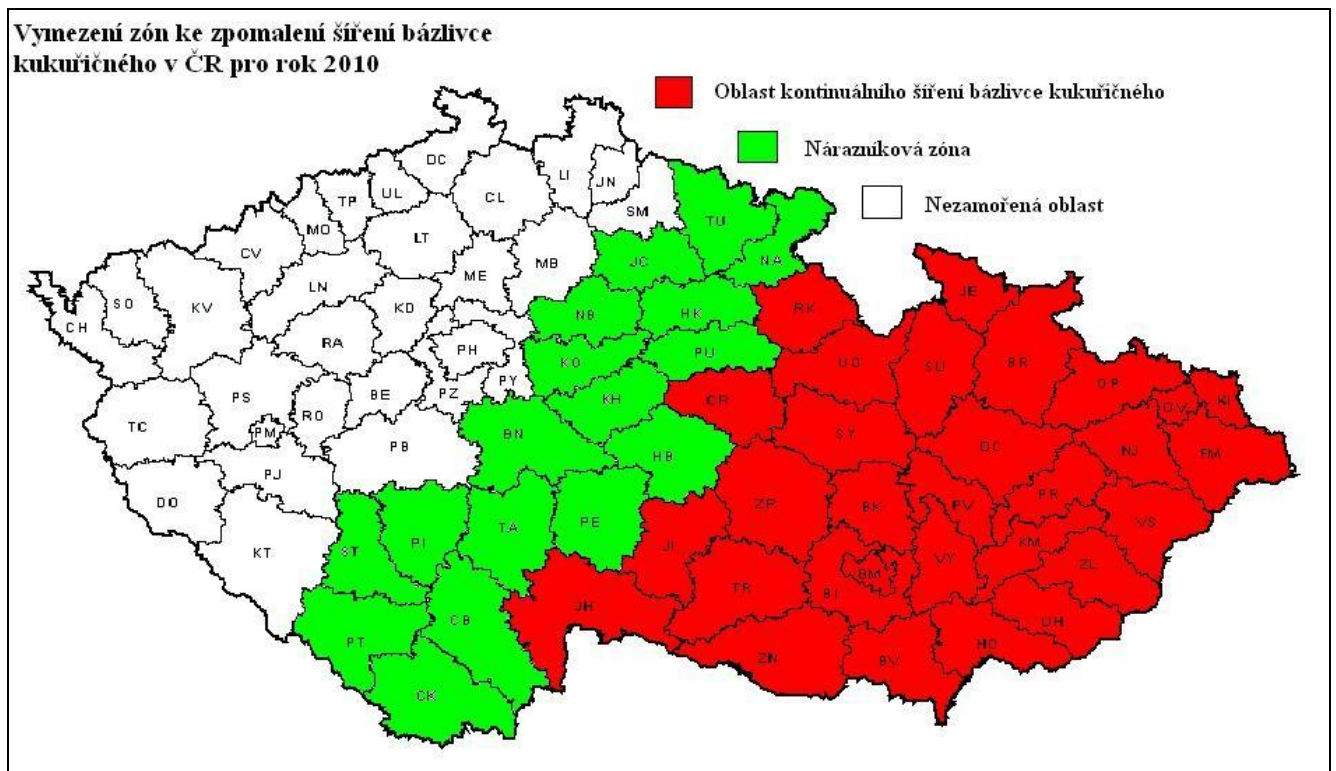 Vymezení zón ke zpomalení šíření bázlivce
kukuřičného v ČR pro rok 2010
Oblast kontinuálního šíření bázlivce kukuřičného
Nárazníková zóna
Nezamořená oblast
DC
LI
JN
UL
TP
CL
SM
MO
LT
TU
CV
MB
JC
NA
ME
LN
JE
SO
KV
KD
NB
HK
RK
CH
RA
PH
KO
PU
UO
SU
BR
OP
PY
BE
PZ
KH
CR
OV
KI
PS
RO
TC
PM
BN
SY
OC
PB
HB
NJ
FM
PJ
DO
ZR
BK
PV
PR
VS
TA
PE
KT
ST
PI
JI
KM
VY
ZL
BM
TR
BI
JH
CB
UH
PT
HO
ZN
BV
CK